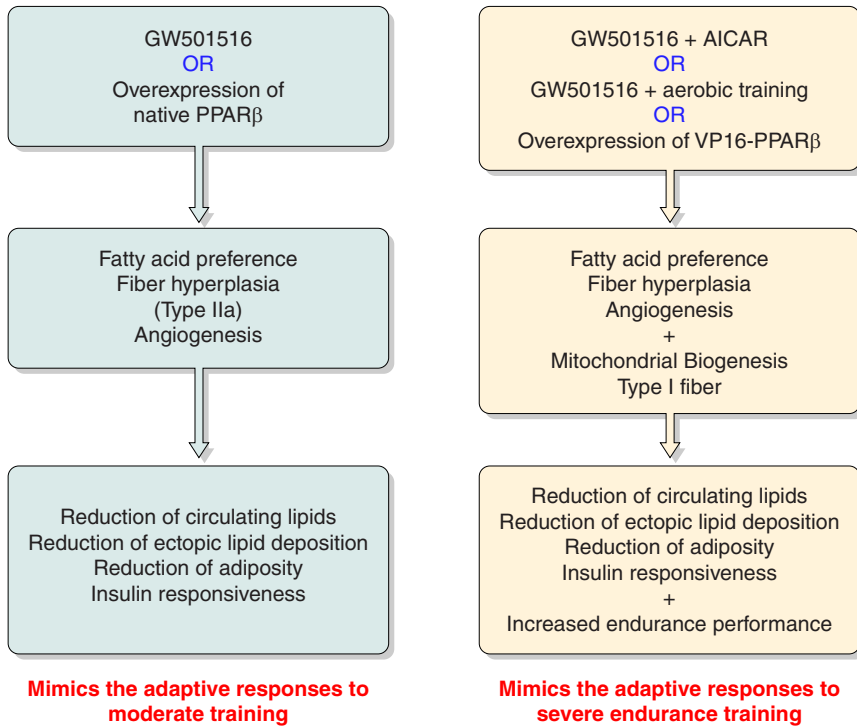 GW501516
OR
Overexpression of
native PPARβ
Fatty acid preference
Fiber hyperplasia
(Type IIa)
Angiogenesis
Reduction of circulating lipids
Reduction of ectopic lipid deposition
Reduction of adiposity
Insulin responsiveness
Mimics the adaptive responses to
moderate training
GW501516 + AICAR
OR
GW501516 + aerobic training
OR
Overexpression of VP16-PPARβ
Fatty acid preference
Fiber hyperplasia
Angiogenesis
+
Mitochondrial Biogenesis
Type I fiber
Reduction of circulating lipids
Reduction of ectopic lipid deposition
Reduction of adiposity
Insulin responsiveness
+
Increased endurance performance
Mimics the adaptive responses to
severe endurance training